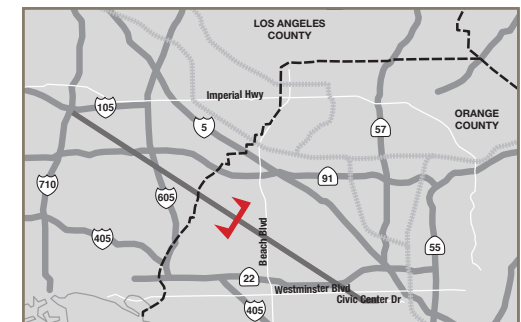 LOS ANGELES
COUNTY
Imperial Hwy
105
5
57
ORANGE
COUNTY
710
605
91
405
Beach Blvd
55
22
Westminster Blvd
Civic Center Dr
405